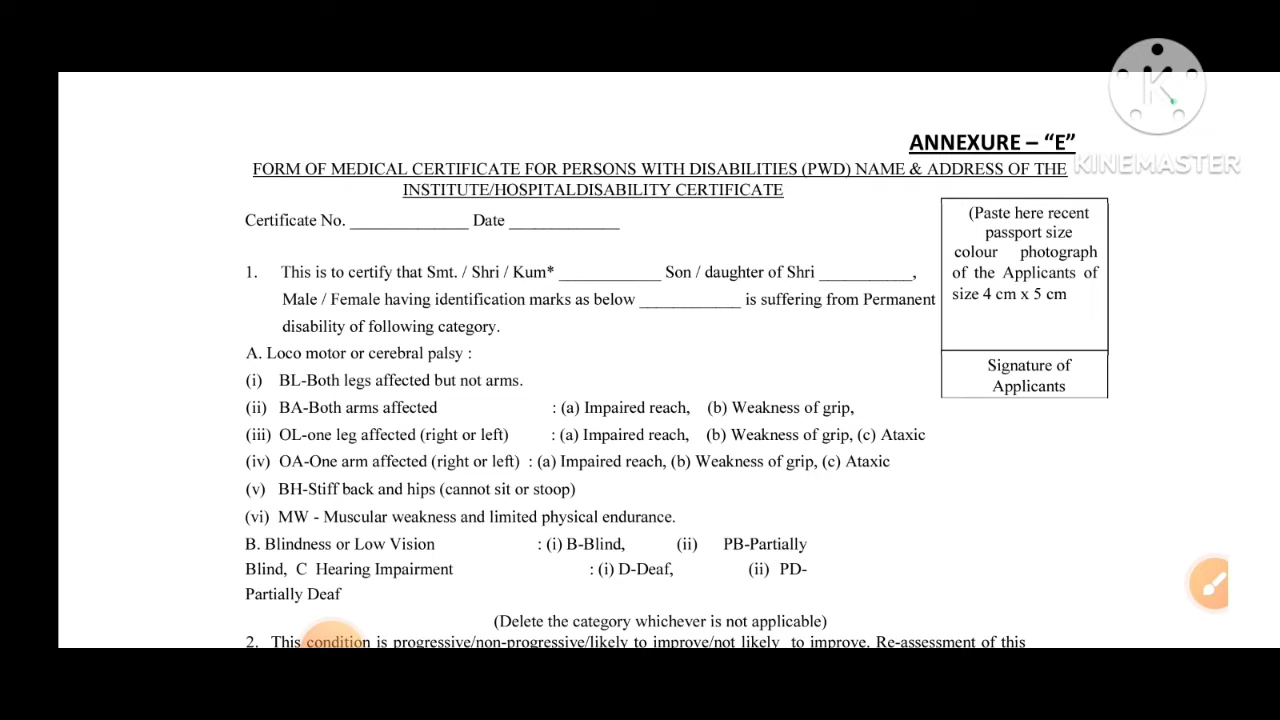 ANNEXURE – “E”
KINEMASTER
FORM OF MEDICAL CERTIFICATE FOR PERSONS WITH DISABILITIES (PWD) NAME & ADDRESS OF THE
INSTITUTE/HOSPITALDISABILITY CERTIFICATE
Certificate No. ______________ Date _____________
(Paste here recent
passport size
colour photograph
of the Applicants of
size 4 cm x 5 cm
Signature of
Applicants
1. This is to certify that Smt. / Shri / Kum* ____________ Son / daughter of Shri ___________,
Male / Female having identification marks as below ____________ is suffering from Permanent
disability of following category.
A. Loco motor or cerebral palsy :
(i) BL-Both legs affected but not arms.
(ii) BA-Both arms affected : (a) Impaired reach, (b) Weakness of grip,
(iii) OL-one leg affected (right or left) : (a) Impaired reach, (b) Weakness of grip, (c) Ataxic
(iv) OA-One arm affected (right or left) : (a) Impaired reach, (b) Weakness of grip, (c) Ataxic
(v) BH-Stiff back and hips (cannot sit or stoop)
(vi) MW - Muscular weakness and limited physical endurance.
B. Blindness or Low Vision : (i) B-Blind, (ii) PB-Partially
Blind, C Hearing Impairment : (i) D-Deaf, (ii) PD-
Partially Deaf
(Delete the category whichever is not applicable)
2. This condition is progressive/non-progressive/likely to improve/not likely to improve. Re-assessment of this